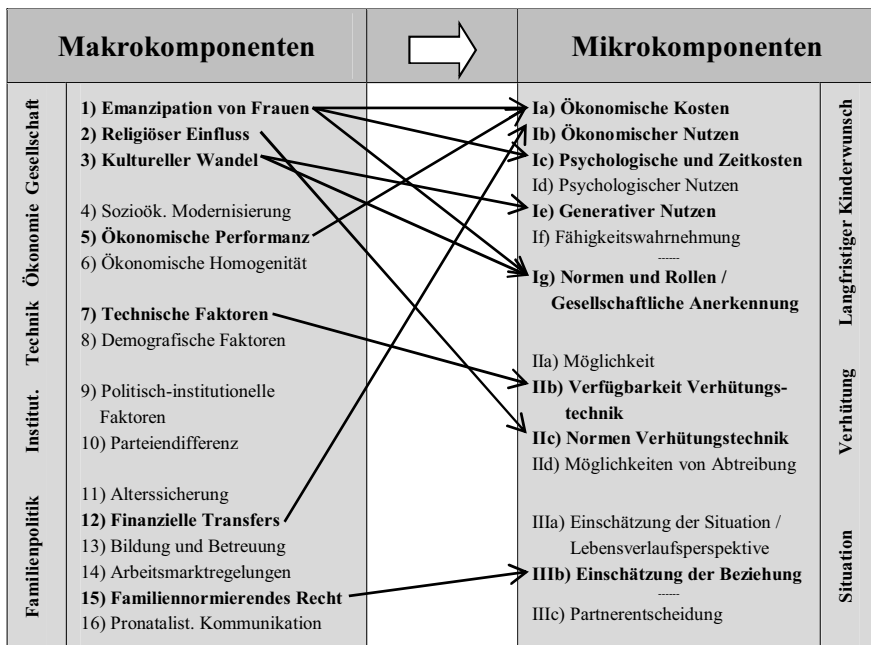 Makrokomponenten
Mikrokomponenten
Gesellschaft
1) Emanzipation von Frauen
2) Religiöser Einfluss
3) Kultureller Wandel
Ökonomie
4) Sozioök. Modernisierung
5) Ökonomische Performanz
6) Ökonomische Homogenität
Technik
7) Technische Faktoren
8) Demografische Faktoren
Institut.
9) Politisch-institutionelle
Faktoren
10) Parteiendifferenz
Familienpolitik
11) Alterssicherung
12) Finanzielle Transfers
13) Bildung und Betreuung
14) Arbeitsmarktregelungen
15) Familiennormierendes Recht
16) Pronatalist. Kommunikation
Ia) Ökonomische Kosten
Ib) Ökonomischer Nutzen
Ic) Psychologische und Zeitkosten
Id) Psychologischer Nutzen
Ie) Generativer Nutzen
If) Fähigkeitswahrnehmung
------
Ig) Normen und Rollen /
Gesellschaftliche Anerkennung
Langfristiger Kinderwunsch
IIa) Möglichkeit
IIb) Verfügbarkeit Verhütungs-
technik
IIc) Normen Verhütungstechnik
IId) Möglichkeiten von Abtreibung
Verhütung
IIIa) Einschätzung der Situation /
Lebensverlaufsperspektive
IIIb) Einschätzung der Beziehung
------
IIIc) Partnerentscheidung
Situation